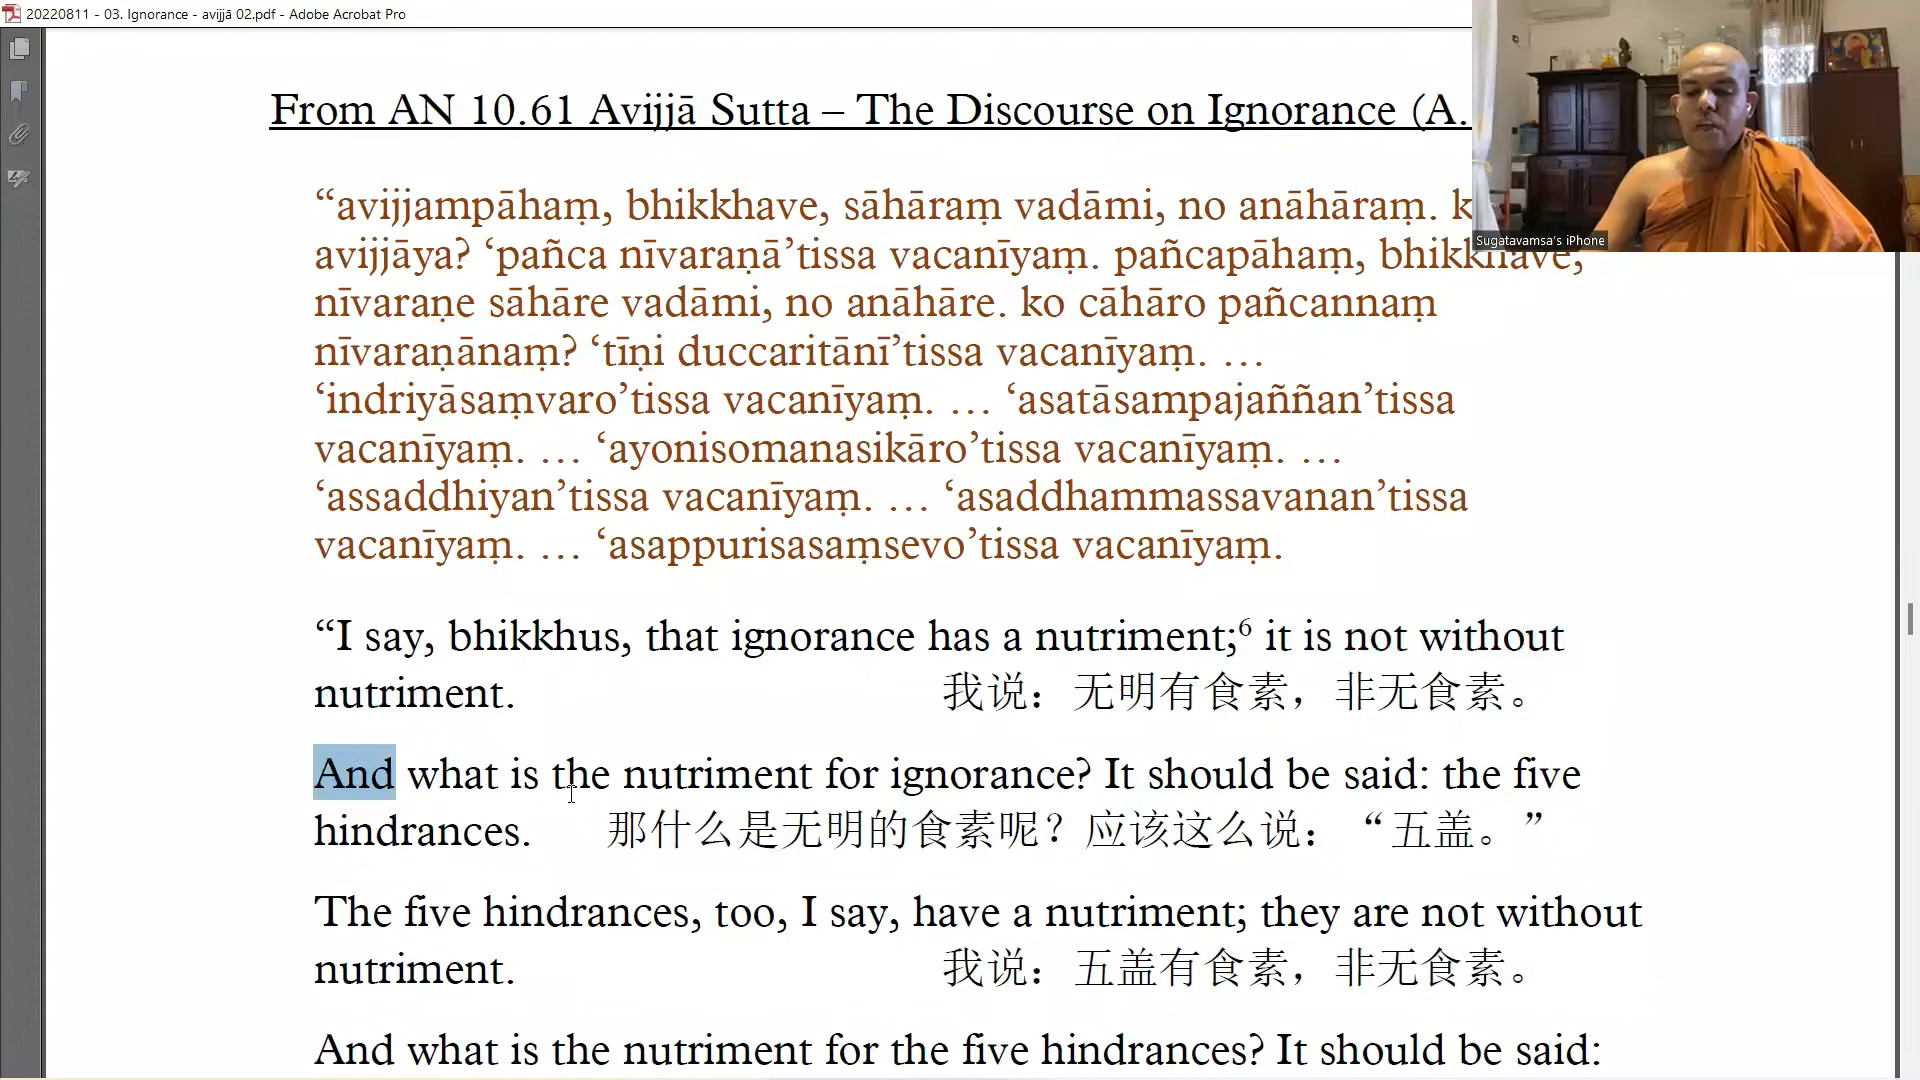 20220811 - 03. Ignorance - avijjā 02.pdf - Adobe Acrobat Pro
From AN 10.61 Avijjā Sutta – The Discourse on Ignorance (A.
“avijjampāhaṃ, bhikkhave, sāhāraṃ vadāmi, no anāhāraṃ.
Sugatavamsa's iPhone
avijjāya? ‘pañca nīvaraṇā’tissa vacanīyaṃ. pañcapāhaṃ, bhikkhave,
nīvaraṇe sāhāre vadāmi, no anāhāre. ko cāhāro pañcannaṃ
nīvaraṇānaṃ? ‘tīṇi duccaritānī’tissa vacanīyaṃ. …
‘indriyāsaṃvaro’tissa vacanīyaṃ. … ‘asatāsampajaññan’tissa
vacanīyaṃ. … ‘ayonisomanasikāro’tissa vacanīyaṃ. …
‘assaddhiyan’tissa vacanīyaṃ. … ‘asaddhammassavanan’tissa
vacanīyaṃ. … ‘asappurisasaṃsevo’tissa vacanīyaṃ.
“I say, bhikkhus, that ignorance has a nutriment;⁶ it is not without
nutriment. 我说：无明有食素，非无食素。
And what is the nutriment for ignorance? It should be said: the five
hindrances. 那什么是无明的食素呢？应该这么说：“五盖。”
The five hindrances, too, I say, have a nutriment; they are not without
nutriment. 我说：五盖有食素，非无食素。
And what is the nutriment for the five hindrances? It should be said: